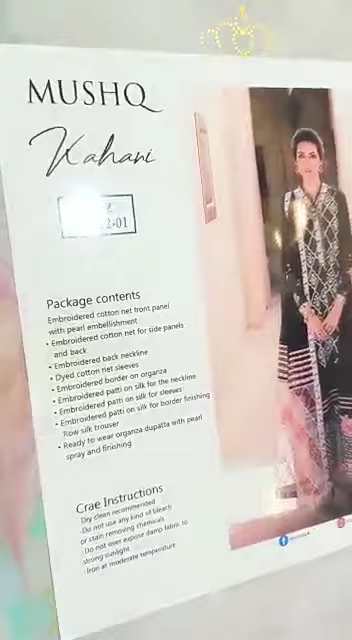 MUSHQ
Kahani
2-01
Package contents
Embroidered cotton net front panel
with pearl embellishment
• Embroidered cotton net for side panels
and back
• Embroidered back neckline
• Dyed cotton net sleeves
• Embroidered border on organza
• Embroidered patti on silk for the neckline
• Embroidered patti on silk for sleeves
• Embroidered patti on silk for border finishing
Row silk trouser
• Ready to wear organza dupatta with pearl
spray and finishing
Crae Instructions
Dry clean recommended
Do not use any kind of bleach
or stain removing chemicals
Do not over expose damp fabric to
strong sunlight
Iron at moderate temperature